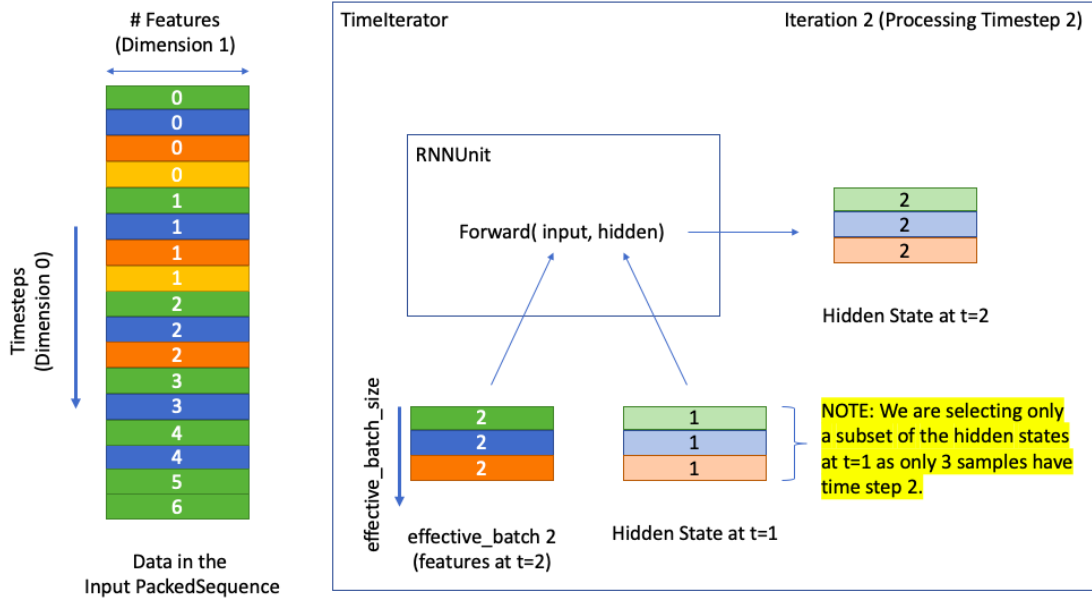 # Features
(Dimension 1)
0
0
0
0
1
1
1
1
2
2
2
3
3
4
4
5
6
Timesteps
(Dimension 0)
Data in the
Input PackedSequence
TimeIterator
Iteration 2 (Processing Timestep 2)
RNNUnit
Forward( input, hidden)
2
2
2
Hidden State at t=2
effective_batch_size
2
2
2
effective_batch 2
(features at t=2)
1
1
1
Hidden State at t=1
NOTE: We are selecting only
a subset of the hidden states
at t=1 as only 3 samples have
time step 2.